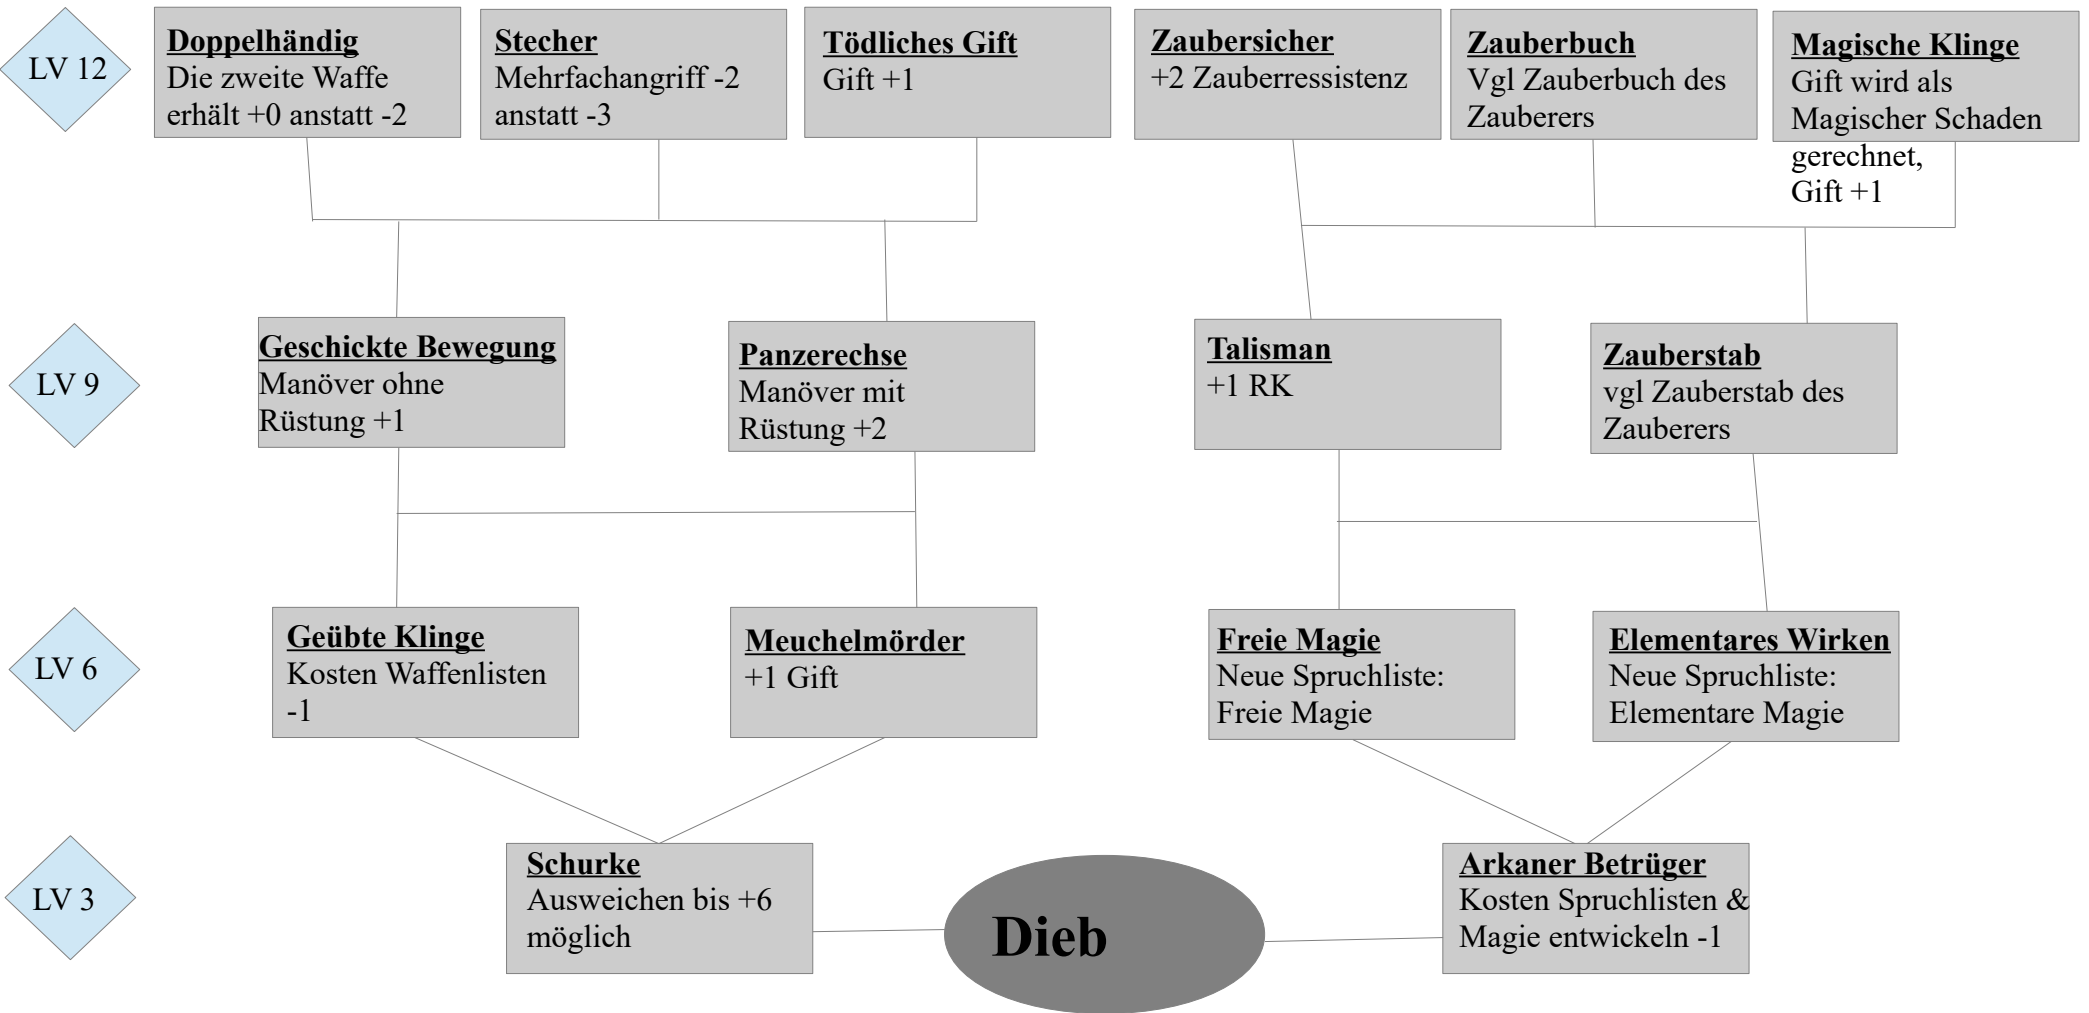 LV 12
Doppelhändig
Die zweite Waffe
erhält +0 anstatt -2
Stecher
Mehrfachangriff -2
anstatt -3
Tödliches Gift
Gift +1
Zaubersicher
+2 Zauberressistenz
Zauberbuch
Vgl Zauberbuch des
Zauberers
Magische Klinge
Gift wird als
Magischer Schaden
gerechnet,
Gift +1
LV 9
Geschickte Bewegung
Manöver ohne
Rüstung +1
Panzerechse
Manöver mit
Rüstung +2
Talisman
+1 RK
Zauberstab
vgl Zauberstab des
Zauberers
LV 6
Geübte Klinge
Kosten Waffenlisten
-1
Meuchelmörder
+1 Gift
Freie Magie
Neue Spruchliste:
Freie Magie
Elementares Wirken
Neue Spruchliste:
Elementare Magie
LV 3
Schurke
Ausweichen bis +6
möglich
Dieb
Arkaner Betrüger
Kosten Spruchlisten &
Magie entwickeln -1